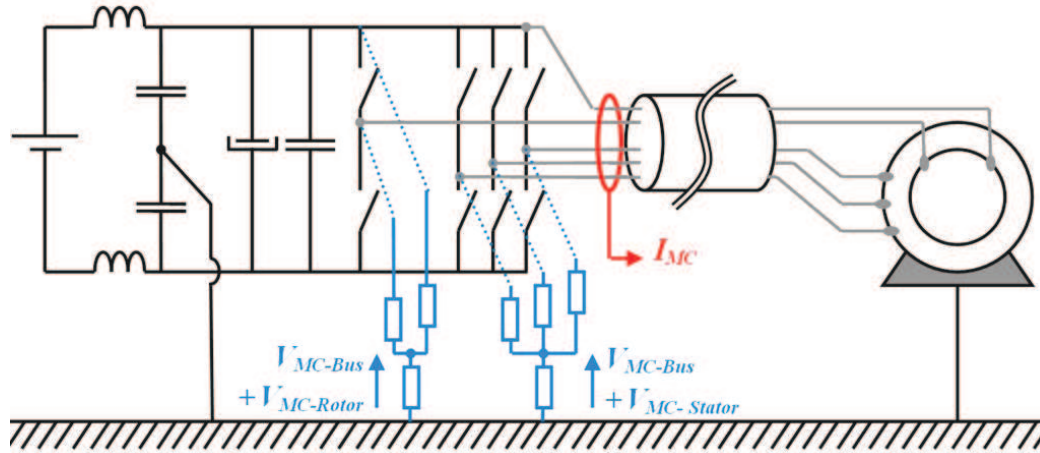 I_MC
V_MC-Bus
+ V_MC-Rotor
V_MC-Bus
+ V_MC- Stator